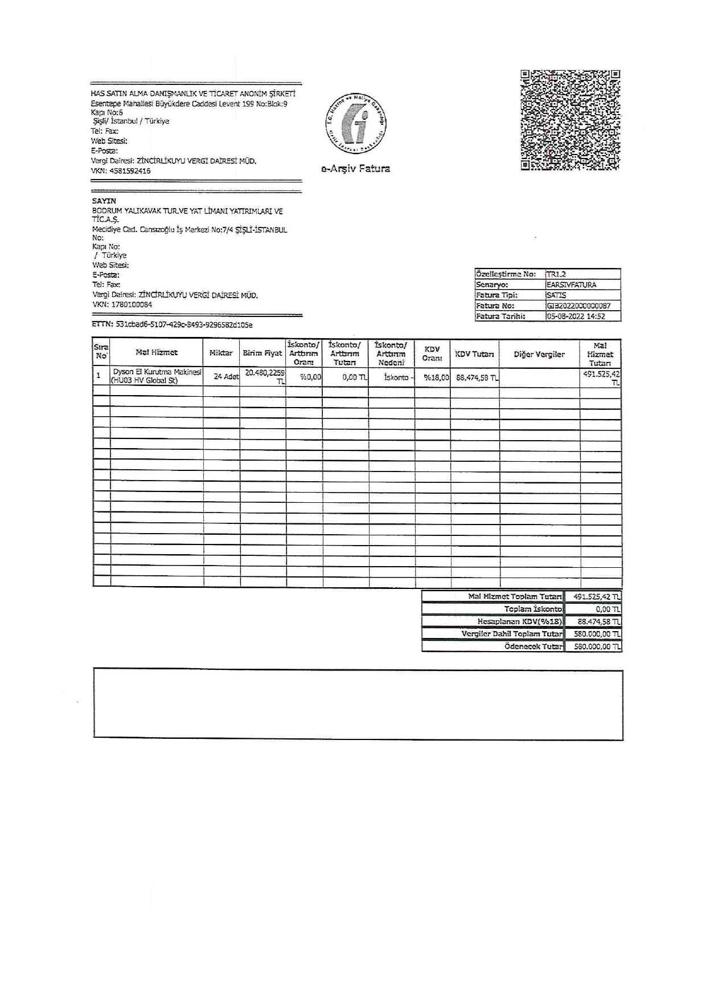 HAS SATIN ALMA DANIŞMANLIK VE TİCARET ANONİM ŞİRKETİ
Esentepe Mahallesi Büyükdere Caddesi Levent 199 No:Blok:9
Kapı No:6
Şişli/ İstanbul / Türkiye
Tel: Fax:
Web Sitesi:
E-Posta:
Vergi Dairesi: ZİNCİRLİKUYU VERGİ DAİRESİ MÜD.
VKN: 4581592416
T.C. Hazine ve Maliye Bakanlığı
Gelir İdaresi Başkanlığı
e-Arşiv Fatura
SAYIN
BODRUM YALIKAVAK TUR.VE YAT LİMANI YATIRIMLARI VE
TİC.A.Ş.
Mecidiye Cad. Cansızoğlu İş Merkezi No:7/4 ŞİŞLİ-İSTANBUL
No:
Kapı No:
/ Türkiye
Web Sitesi:
E-Posta:
Tel: Fax:
Vergi Dairesi: ZİNCİRLİKUYU VERGİ DAİRESİ MÜD.
VKN: 1780100084
ETTN: 531cbad6-5107-429c-8493-9296582d105e
Özelleştirme No: TR1.2
Senaryo: EARSIVFATURA
Fatura Tipi: SATIS
Fatura No: GIB2022000000087
Fatura Tarihi: 05-08-2022 14:52
Sıra No Mal Hizmet Miktar Birim Fiyat İskonto/ Arttırım Oranı İskonto/ Arttırım Tutarı İskonto/ Arttırım Nedeni KDV Oranı KDV Tutarı Diğer Vergiler Mal Hizmet Tutarı
1 Dyson El Kurutma Makinesi (HU03 HV Global St) 24 Adet 20.480,2259 TL %0,00 0,00 TL İskonto - %18,00 88.474,58 TL 491.525,42 TL
Mal Hizmet Toplam Tutarı 491.525,42 TL
Toplam İskonto 0,00 TL
Hesaplanan KDV(%18) 88.474,58 TL
Vergiler Dahil Toplam Tutar 580.000,00 TL
Ödenecek Tutar 580.000,00 TL